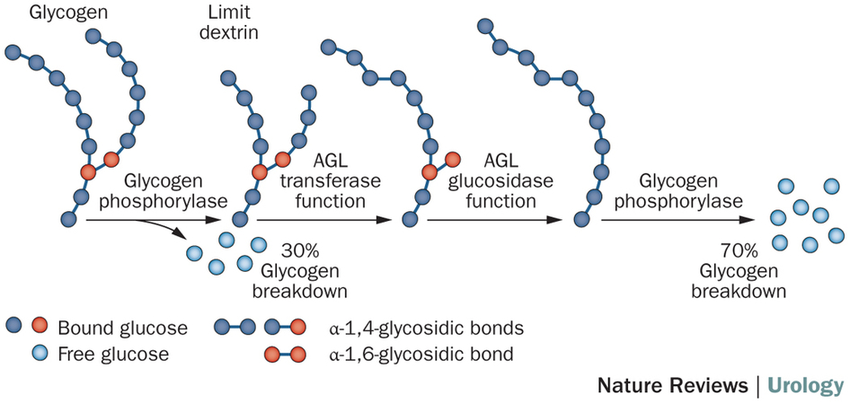 Glycogen
Limit
dextrin
Glycogen
phosphorylase
AGL
transferase
function
AGL
glucosidase
function
Glycogen
phosphorylase
30%
Glycogen
breakdown
70%
Glycogen
breakdown
Bound glucose
α-1,4-glycosidic bonds
Free glucose
α-1,6-glycosidic bond
Nature Reviews | Urology